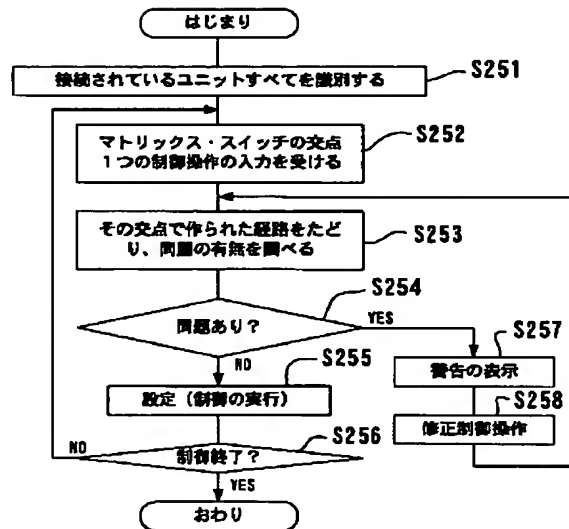 はじまり
S251
接続されているユニットすべてを識別する
S252
マトリックス・スイッチの交点
1つの制御操作の入力を受ける
S253
その交点で作られた経路をたど
り、問題の有無を調べる
S254
問題あり?
YES
NO
S257
警告の表示
S255
設定(制御の実行)
S258
修正制御操作
S256
制御終了?
NO
YES
おわり